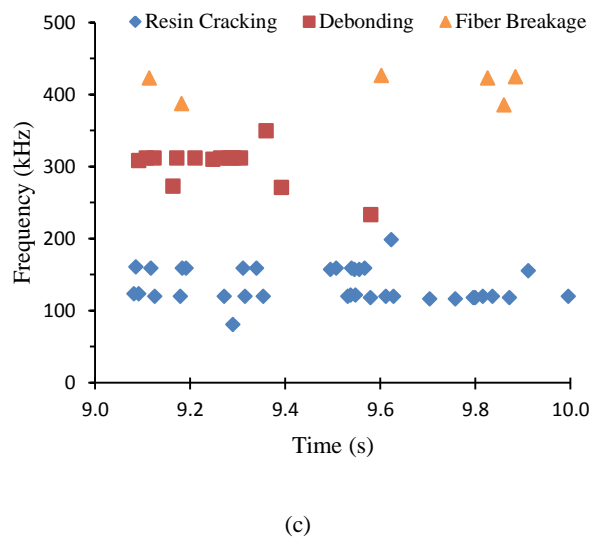 Resin Cracking Debonding Fiber Breakage
500
400
300
200
100
0
Frequency (kHz)
9.0 9.2 9.4 9.6 9.8 10.0
Time (s)
(c)